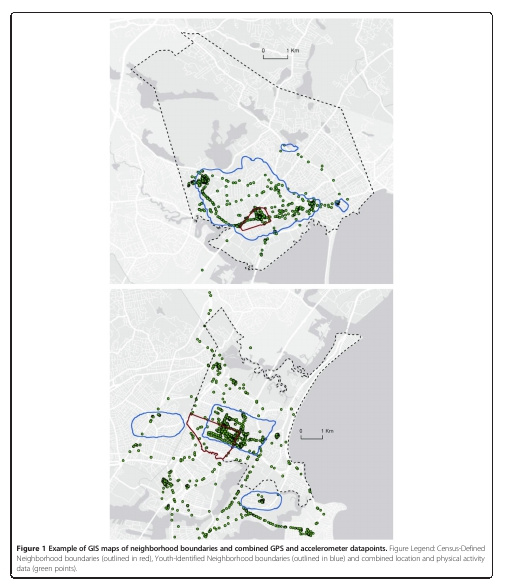 0 1 Km
0 1 Km
Figure 1 Example of GIS maps of neighborhood boundaries and combined GPS and accelerometer datapoints. Figure Legend: Census-Defined
Neighborhood boundaries (outlined in red), Youth-Identified Neighborhood boundaries (outlined in blue) and combined location and physical activity
data (green points).